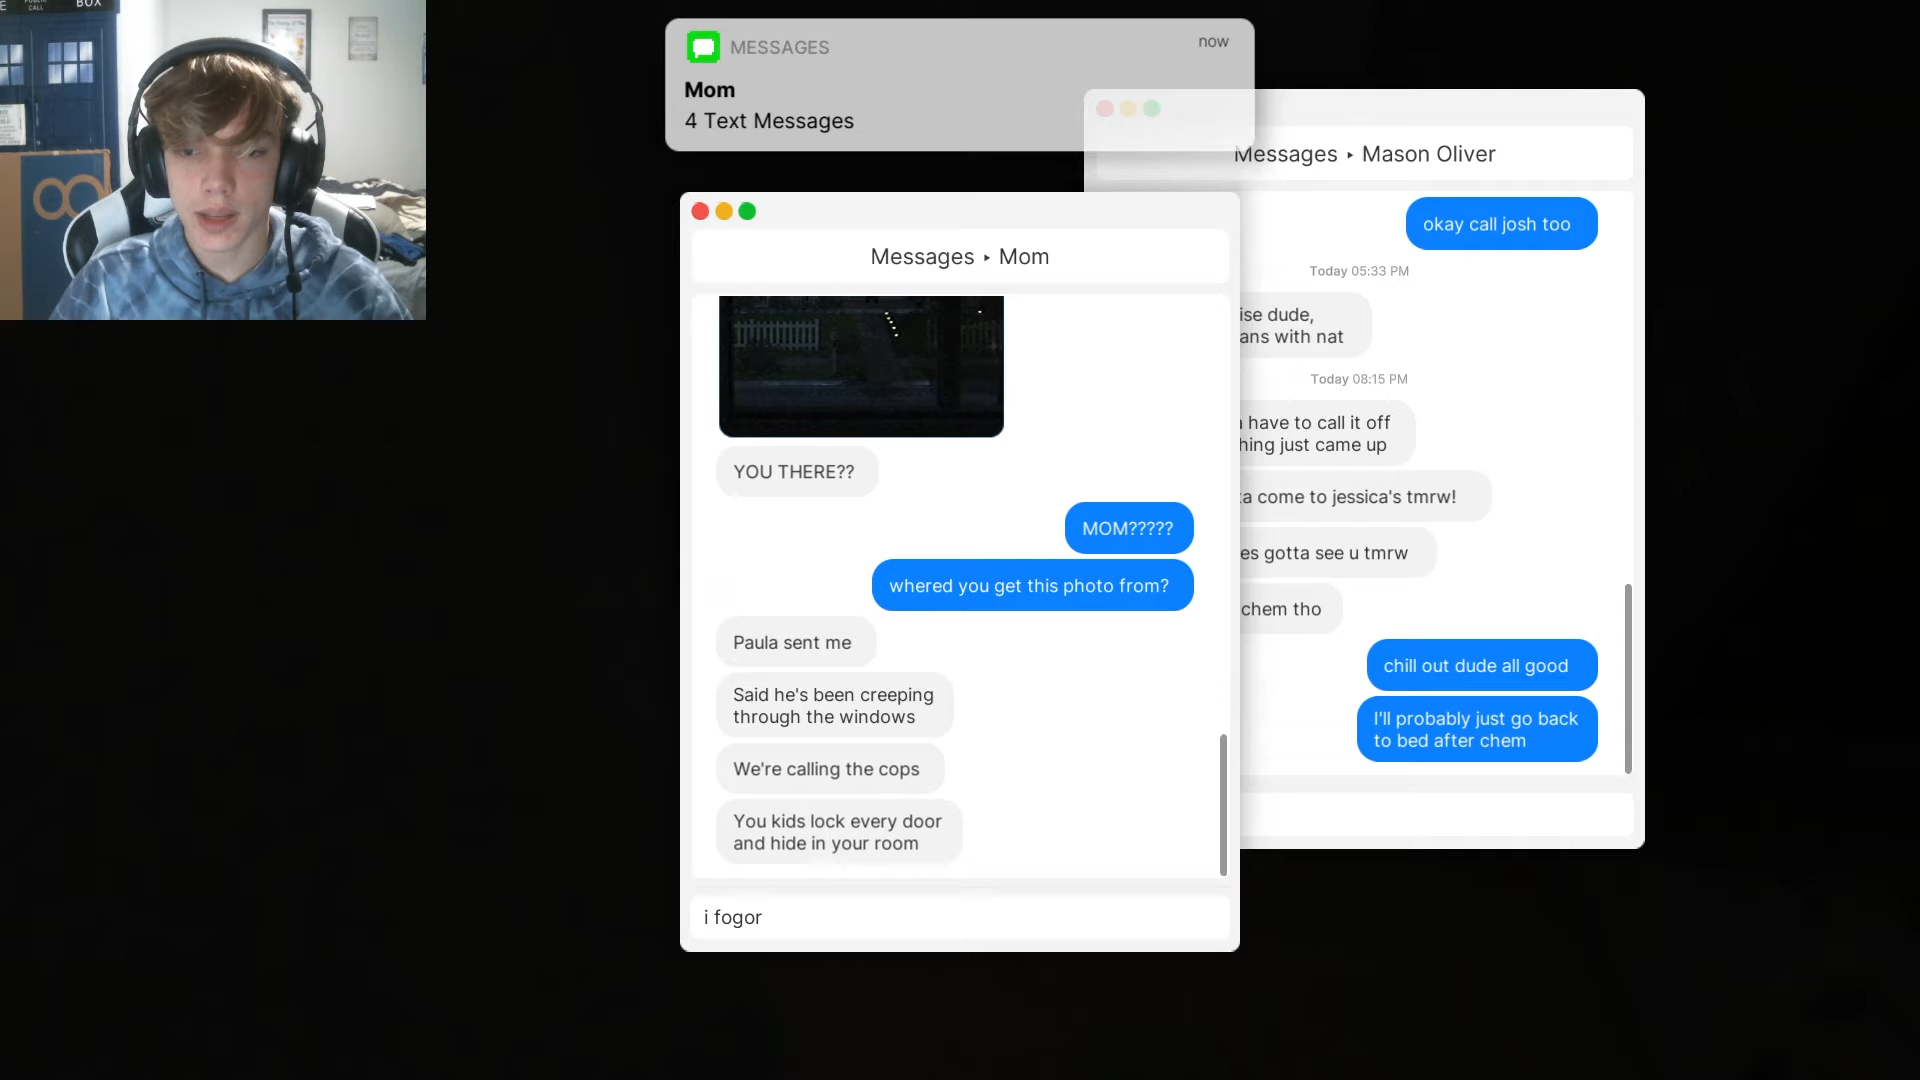 CALL
BOX
MESSAGES
now
Mom
4 Text Messages
Messages ▸ Mason Oliver
okay call josh too
Today 05:33 PM
ise dude,
ans with nat
Today 08:15 PM
have to call it off
hing just came up
ta come to jessica's tmrw!
es gotta see u tmrw
chem tho
chill out dude all good
I'll probably just go back
to bed after chem
Messages ▸ Mom
YOU THERE??
MOM?????
whered you get this photo from?
Paula sent me
Said he's been creeping
through the windows
We're calling the cops
You kids lock every door
and hide in your room
i fogor